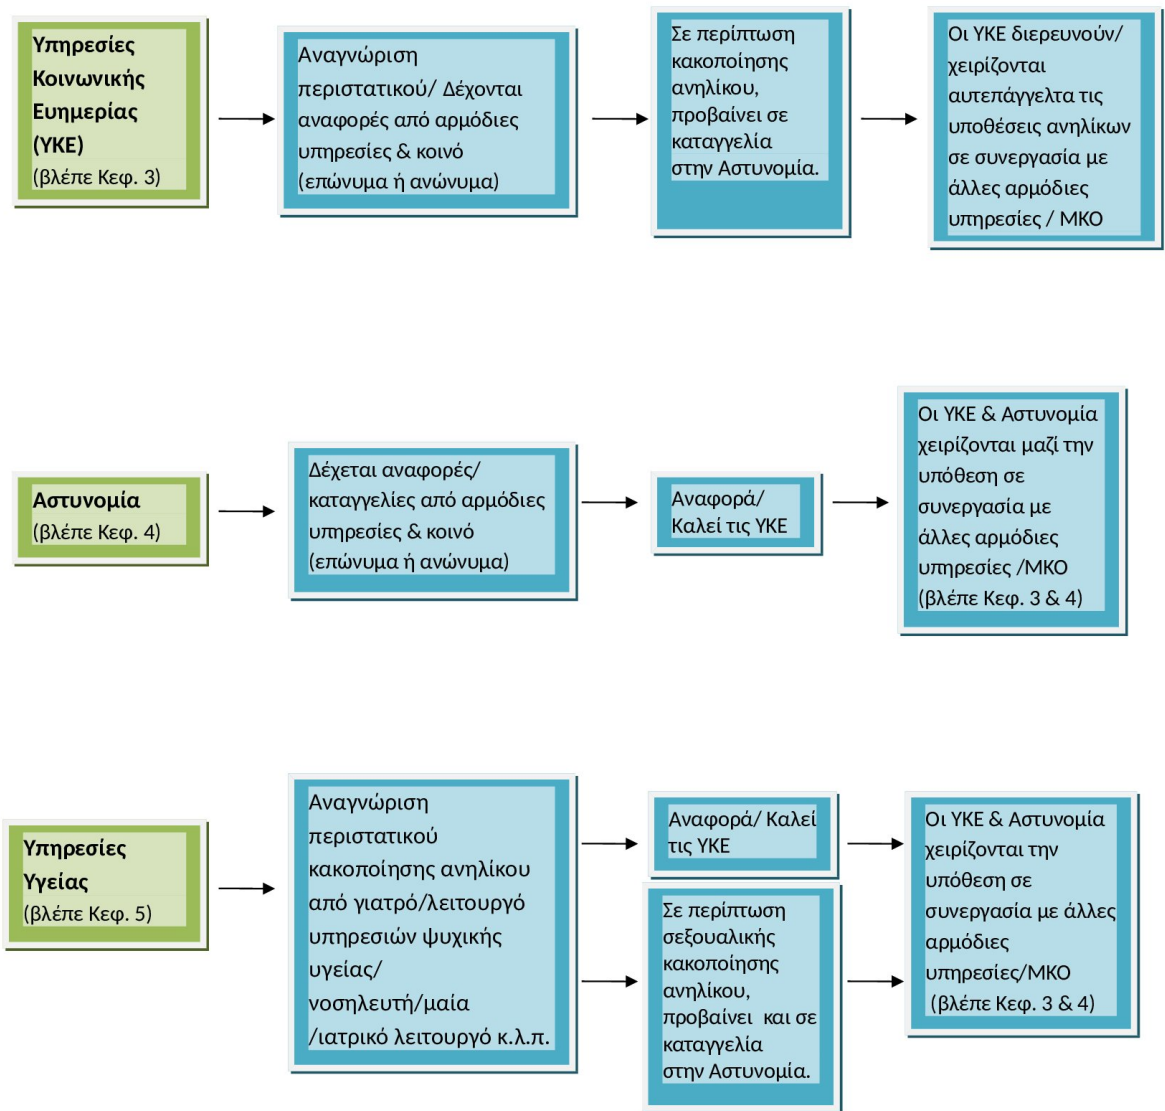 Υπηρεσίες
Κοινωνικής
Ευημερίας
(ΥΚΕ)
(βλέπε Κεφ. 3)
Αναγνώριση
περιστατικού/ Δέχονται
αναφορές από αρμόδιες
υπηρεσίες & κοινό
(επώνυμα ή ανώνυμα)
Σε περίπτωση
κακοποίησης
ανηλίκου,
προβαίνει σε
καταγγελία
στην Αστυνομία.
Οι ΥΚΕ διερευνούν/
χειρίζονται
αυτεπάγγελτα τις
υποθέσεις ανηλίκων
σε συνεργασία με
άλλες αρμόδιες
υπηρεσίες / ΜΚΟ
Αστυνομία
(βλέπε Κεφ. 4)
Δέχεται αναφορές/
καταγγελίες από αρμόδιες
υπηρεσίες & κοινό
(επώνυμα ή ανώνυμα)
Αναφορά/
Καλεί τις ΥΚΕ
Οι ΥΚΕ & Αστυνομία
χειρίζονται μαζί την
υπόθεση σε
συνεργασία με
άλλες αρμόδιες
υπηρεσίες /ΜΚΟ
(βλέπε Κεφ. 3 & 4)
Υπηρεσίες
Υγείας
(βλέπε Κεφ. 5)
Αναγνώριση
περιστατικού
κακοποίησης ανηλίκου
από γιατρό/λειτουργό
υπηρεσιών ψυχικής
υγείας/
νοσηλευτή/μαία
/ιατρικό λειτουργό κ.λ.π.
Αναφορά/ Καλεί
τις ΥΚΕ
Σε περίπτωση
σεξουαλικής
κακοποίησης
ανηλίκου,
προβαίνει  και σε
καταγγελία
στην Αστυνομία.
Οι ΥΚΕ & Αστυνομία
χειρίζονται την
υπόθεση σε
συνεργασία με άλλες
αρμόδιες
υπηρεσίες/ΜΚΟ
(βλέπε Κεφ. 3 & 4)